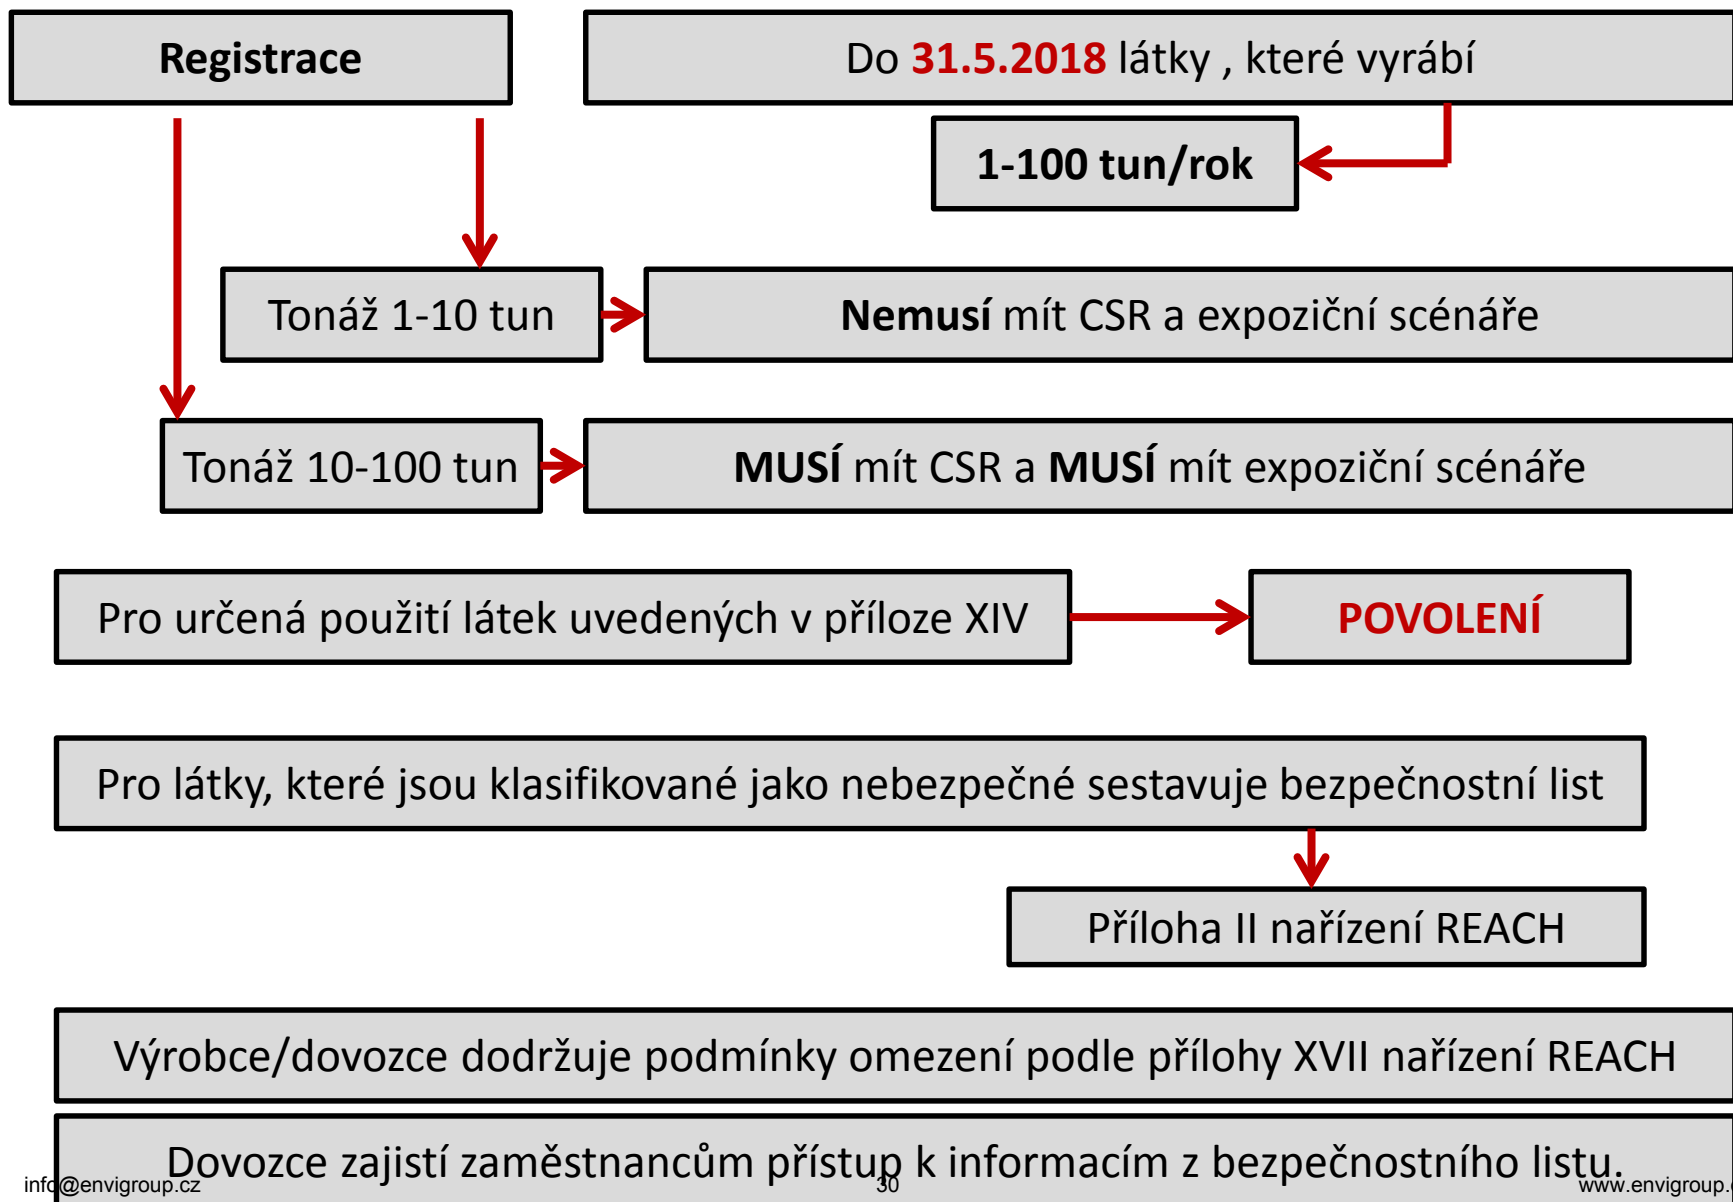 Registrace
Do 31.5.2018 látky , které vyrábí
1-100 tun/rok
Tonáž 1-10 tun
Nemusí mít CSR a expoziční scénáře
Tonáž 10-100 tun
MUSÍ mít CSR a MUSÍ mít expoziční scénáře
Pro určená použití látek uvedených v příloze XIV
POVOLENÍ
Pro látky, které jsou klasifikované jako nebezpečné sestavuje bezpečnostní list
Příloha II nařízení REACH
Výrobce/dovozce dodržuje podmínky omezení podle přílohy XVII nařízení REACH
Dovozce zajistí zaměstnancům přístup k informacím z bezpečnostního listu.
info@envigroup.cz
30
www.envigroup.